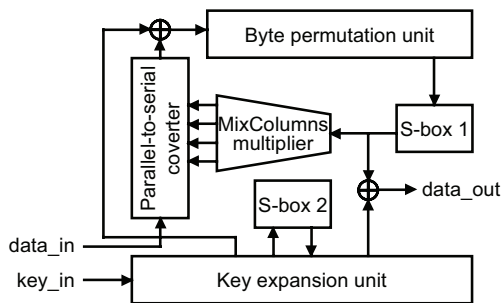 Byte permutation unit
Parallel-to-serial
coverter
MixColumns
multiplier
S-box 1
S-box 2
data_out
data_in
key_in
Key expansion unit